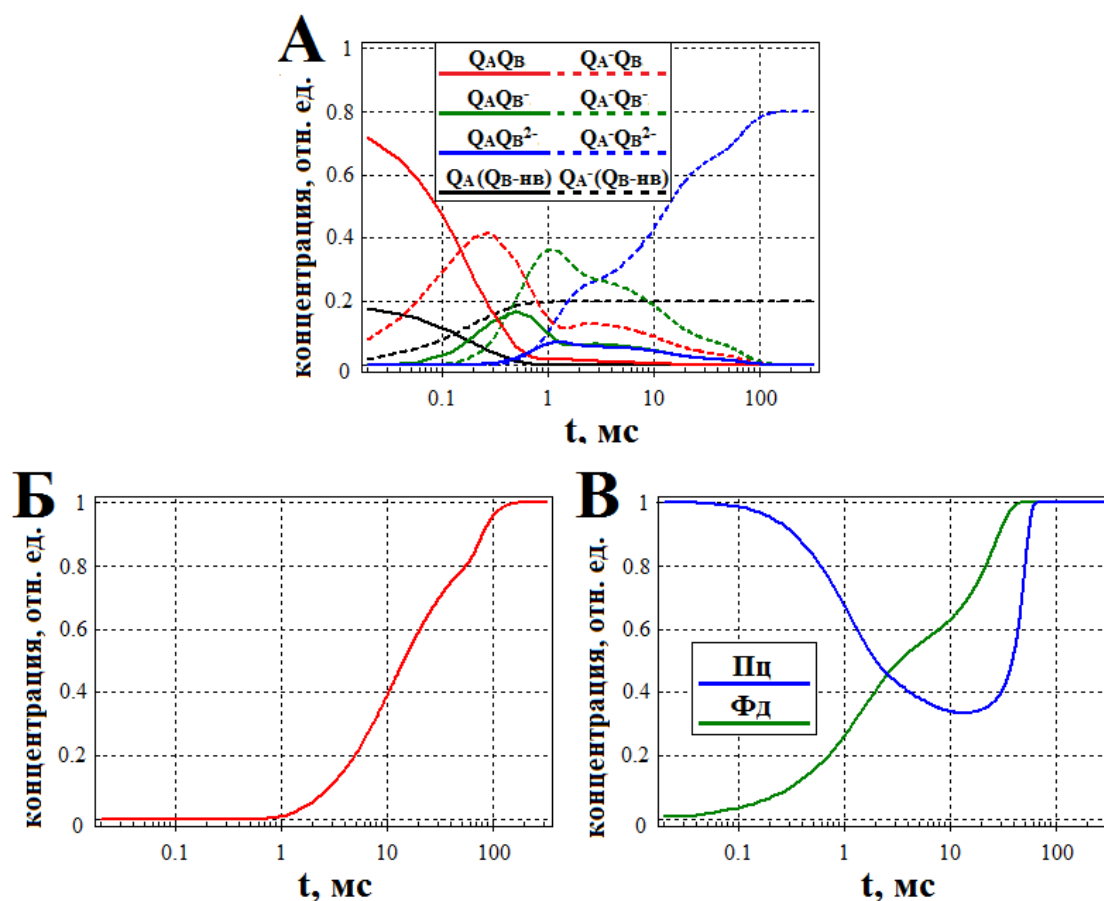 А
концентрация, отн. ед.
1
0.8
0.6
0.4
0.2
0
QAQB QA⁻QB
QAQB⁻ QA⁻QB⁻
QAQB²⁻ QA⁻QB²⁻
QA(QB-нв) QA⁻(QB-нв)
0.1 1 10 100
t, мс
Б
концентрация, отн. ед.
1
0.8
0.6
0.4
0.2
0
0.1 1 10 100
t, мс
В
концентрация, отн. ед.
1
0.8
0.6
0.4
0.2
0
Пц
Фд
0.1 1 10 100
t, мс